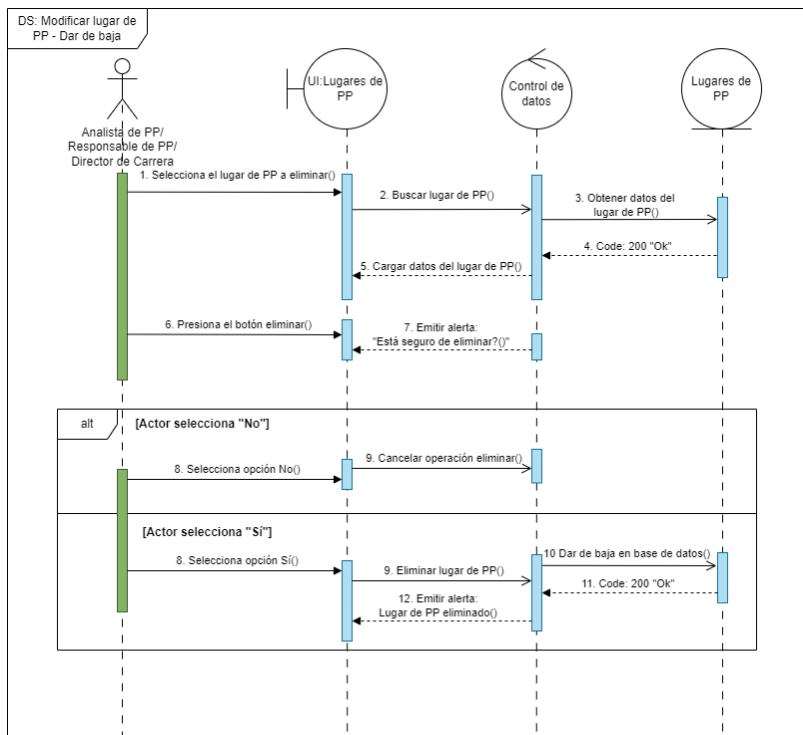 DS: Modificar lugar de
PP - Dar de baja
UI:Lugares de
PP
Control de
datos
Lugares de
PP
Analista de PP/
Responsable de PP/
Director de Carrera
1. Selecciona el lugar de PP a eliminar()
2. Buscar lugar de PP()
3. Obtener datos del
lugar de PP()
4. Code: 200 "Ok"
5. Cargar datos del lugar de PP()
6. Presiona el botón eliminar()
7. Emitir alerta:
"Está seguro de eliminar?()"
alt
[Actor selecciona "No"]
8. Selecciona opción No()
9. Cancelar operación eliminar()
[Actor selecciona "Sí"]
8. Selecciona opción Sí()
9. Eliminar lugar de PP()
10 Dar de baja en base de datos()
11. Code: 200 "Ok"
12. Emitir alerta:
Lugar de PP eliminado()